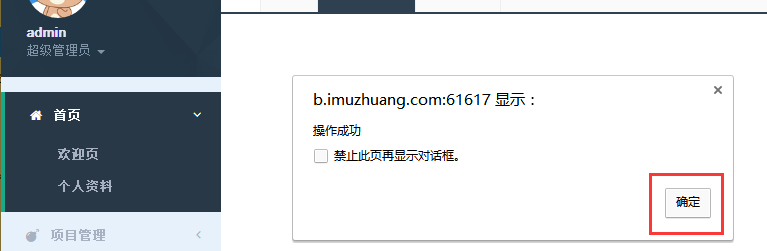 admin
超级管理员
首页
欢迎页
个人资料
项目管理
b.imuzhuang.com:61617 显示：
操作成功
禁止此页再显示对话框。
确定